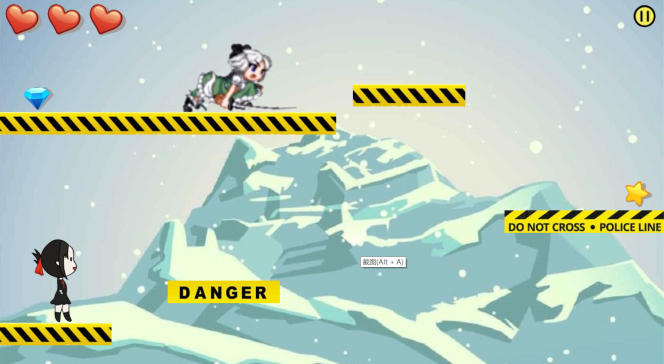 DO NOT CROSS • POLICE LINE
截图(Alt + A)
DANGER